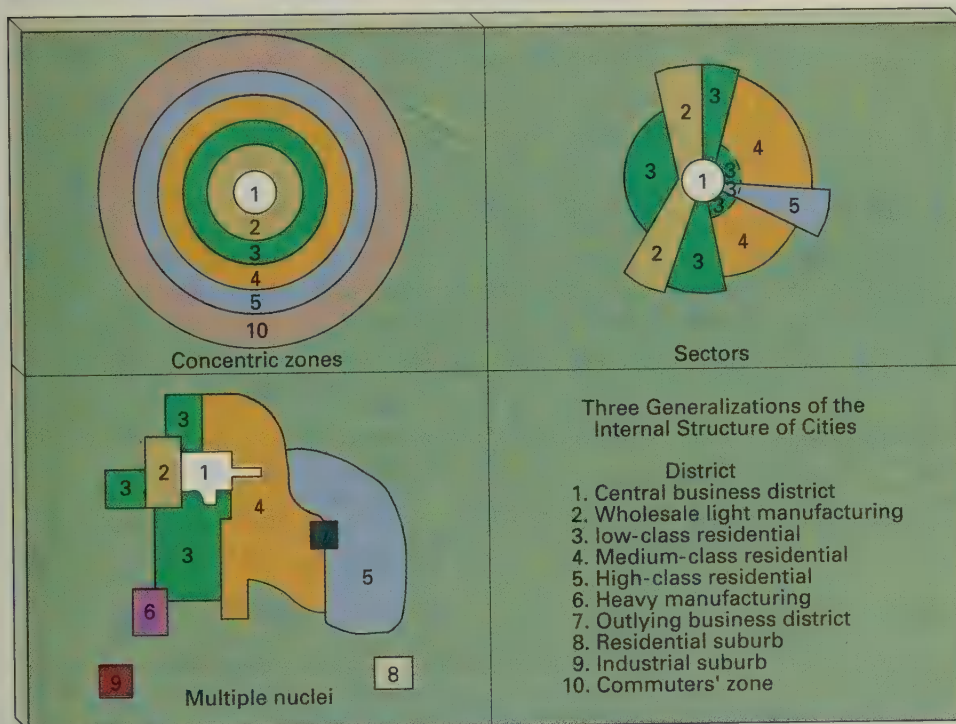 1
2
3
4
5
10
Concentric zones
2
3
4
3
3
3
1
5
3
4
2
3
Sectors
3
2
1
3
4
3
7
5
6
9
8
Multiple nuclei
Three Generalizations of the
Internal Structure of Cities
District
1. Central business district
2. Wholesale light manufacturing
3. low-class residential
4. Medium-class residential
5. High-class residential
6. Heavy manufacturing
7. Outlying business district
8. Residential suburb
9. Industrial suburb
10. Commuters' zone